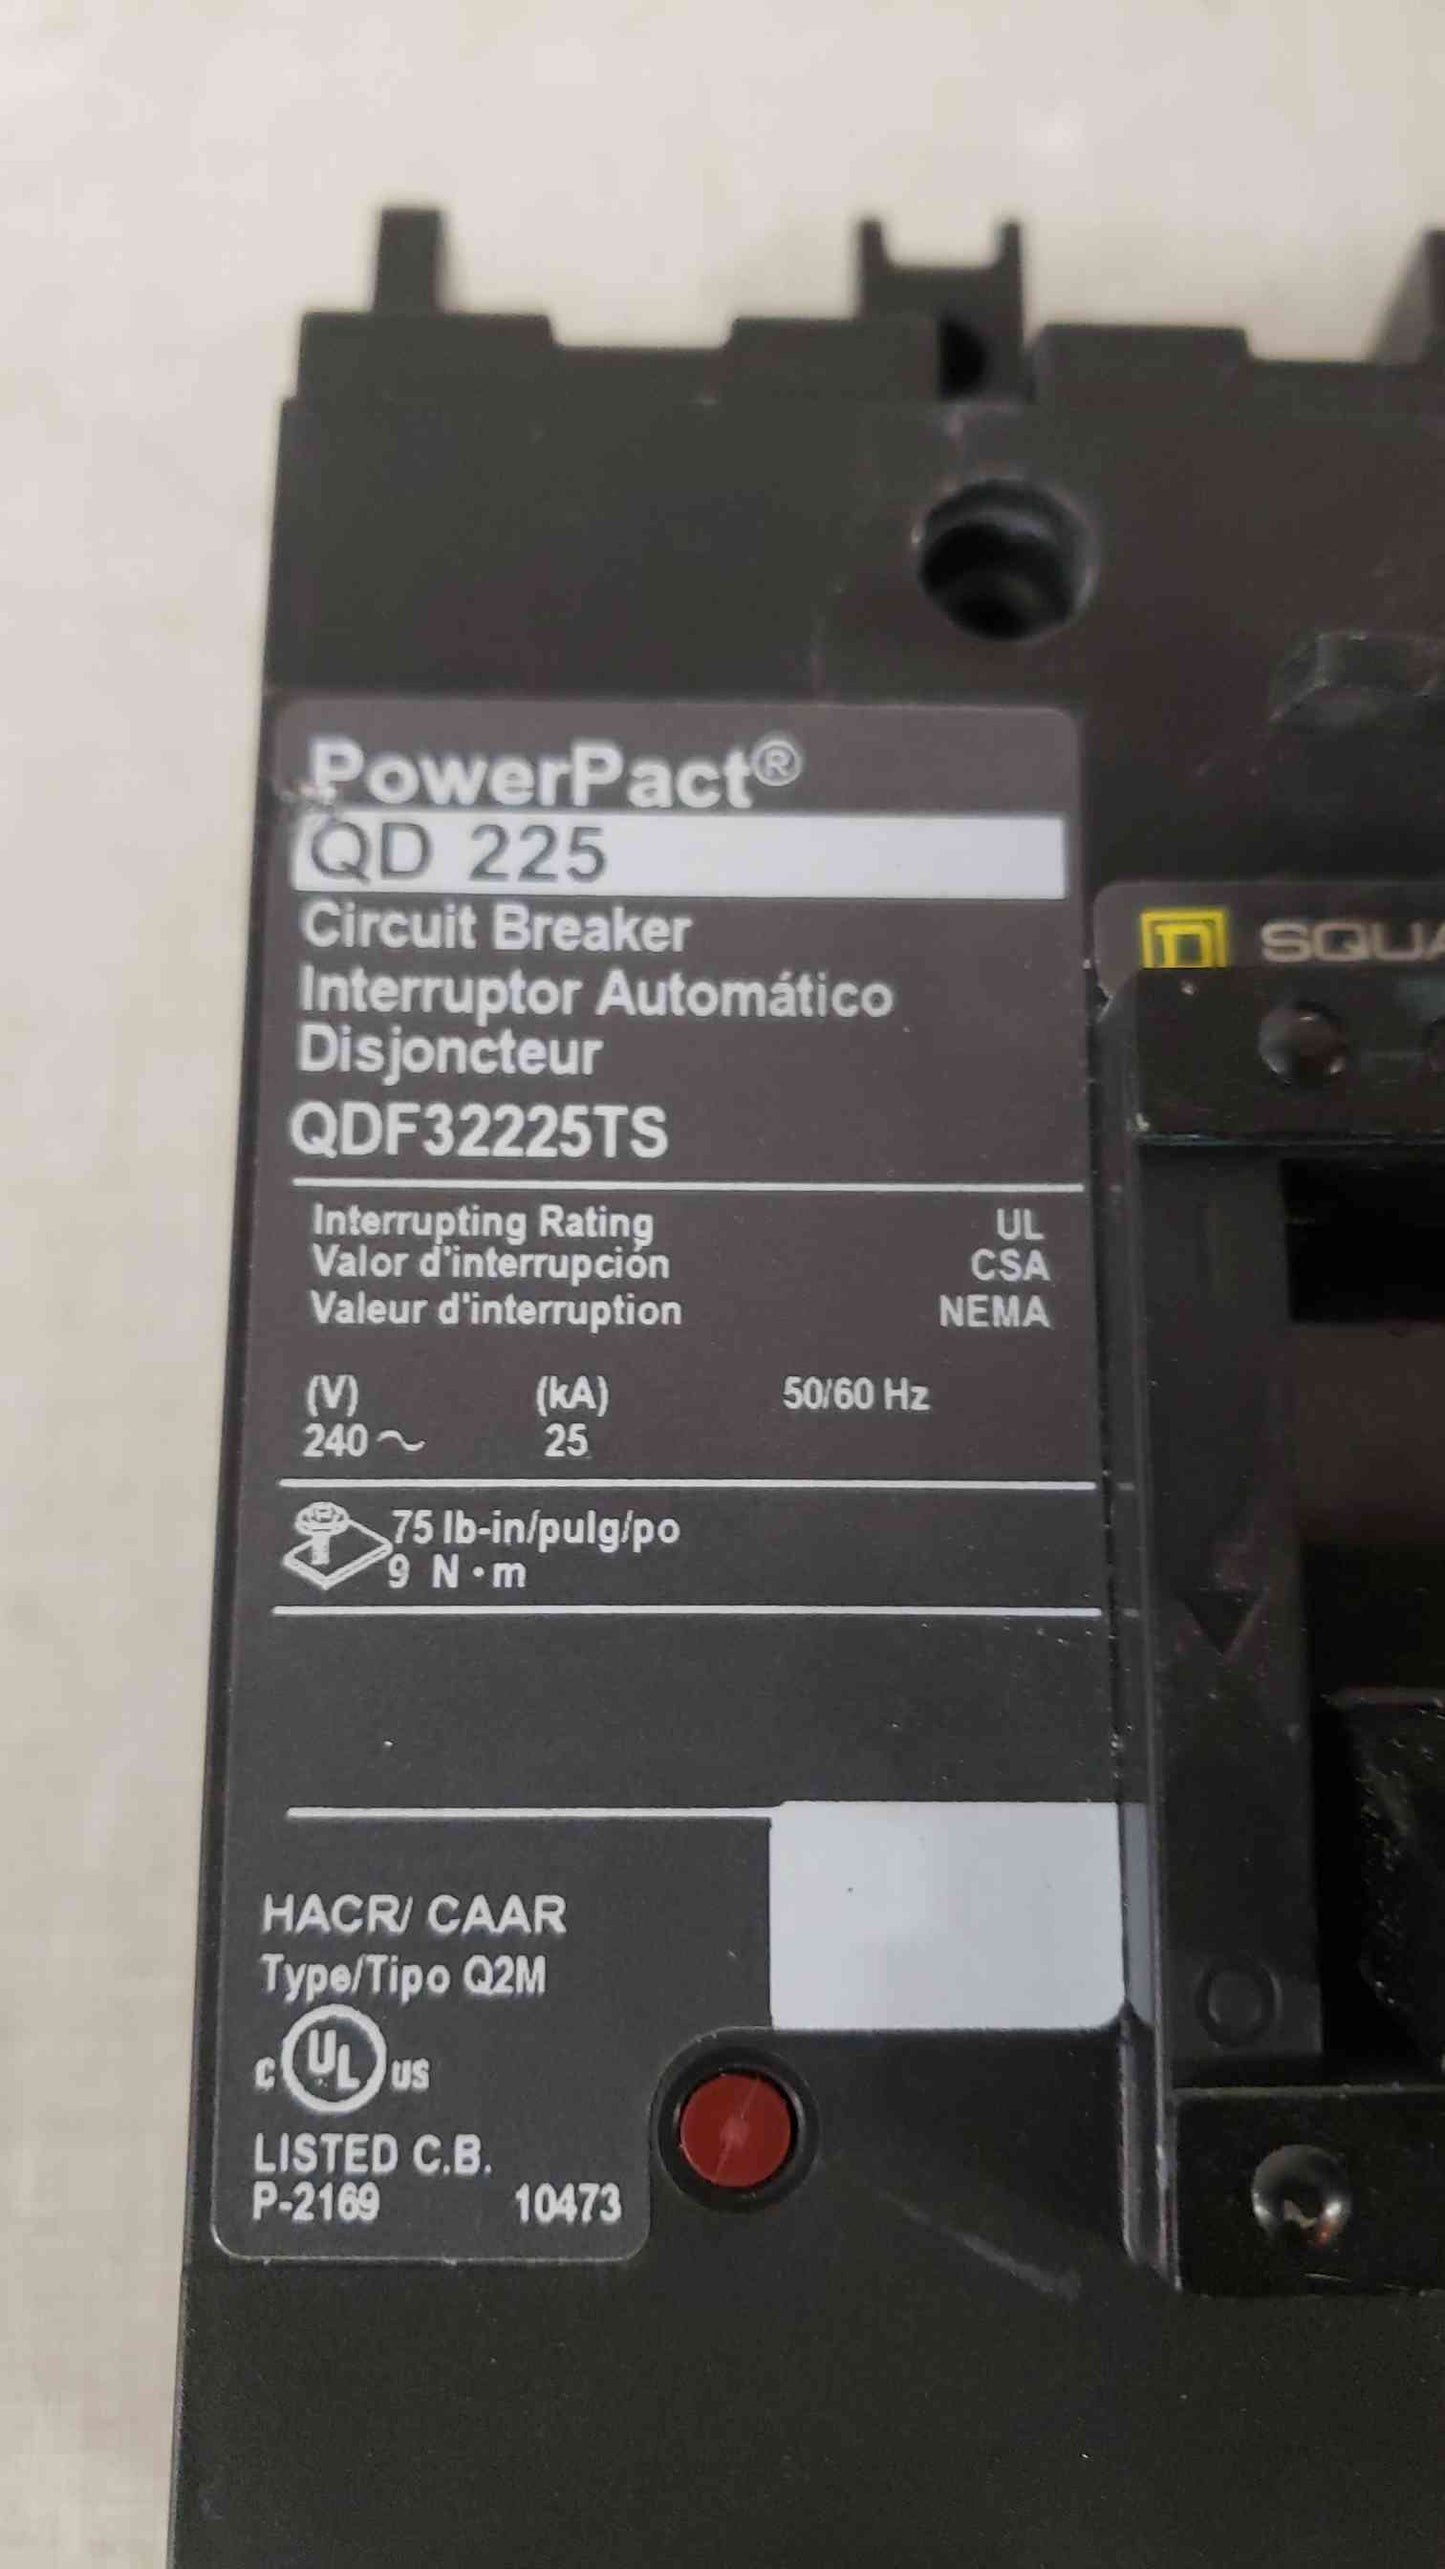 PowerPact®
QD 225
Circuit Breaker
Interruptor Automático
Disjoncteur
QDF32225TS
Interrupting Rating UL
Valor d'interrupción CSA
Valeur d'interruption NEMA
(V) (kA) 50/60 Hz
240 ~ 25
75 lb-in/pulg/po
9 N·m
HACR/ CAAR
Type/Tipo Q2M
C UL US
LISTED C.B.
P-2169 10473